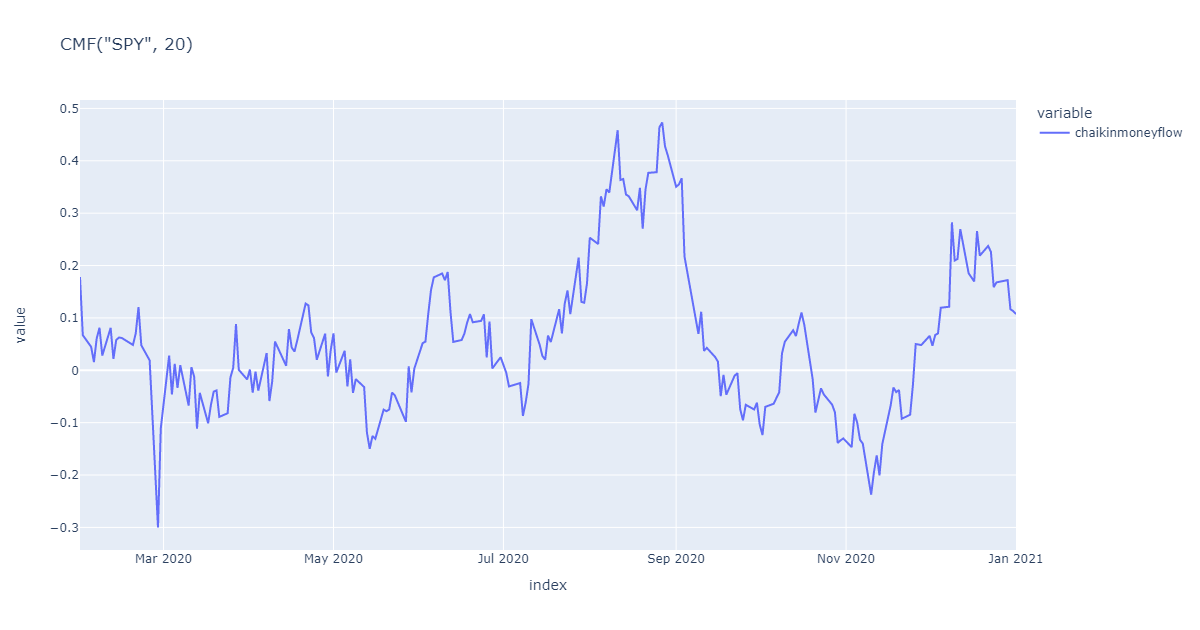 CMF("SPY", 20)
variable
chaikinmoneyflow
0.5
0.4
0.3
0.2
0.1
0
−0.1
−0.2
−0.3
value
Mar 2020
May 2020
Jul 2020
Sep 2020
Nov 2020
Jan 2021
index